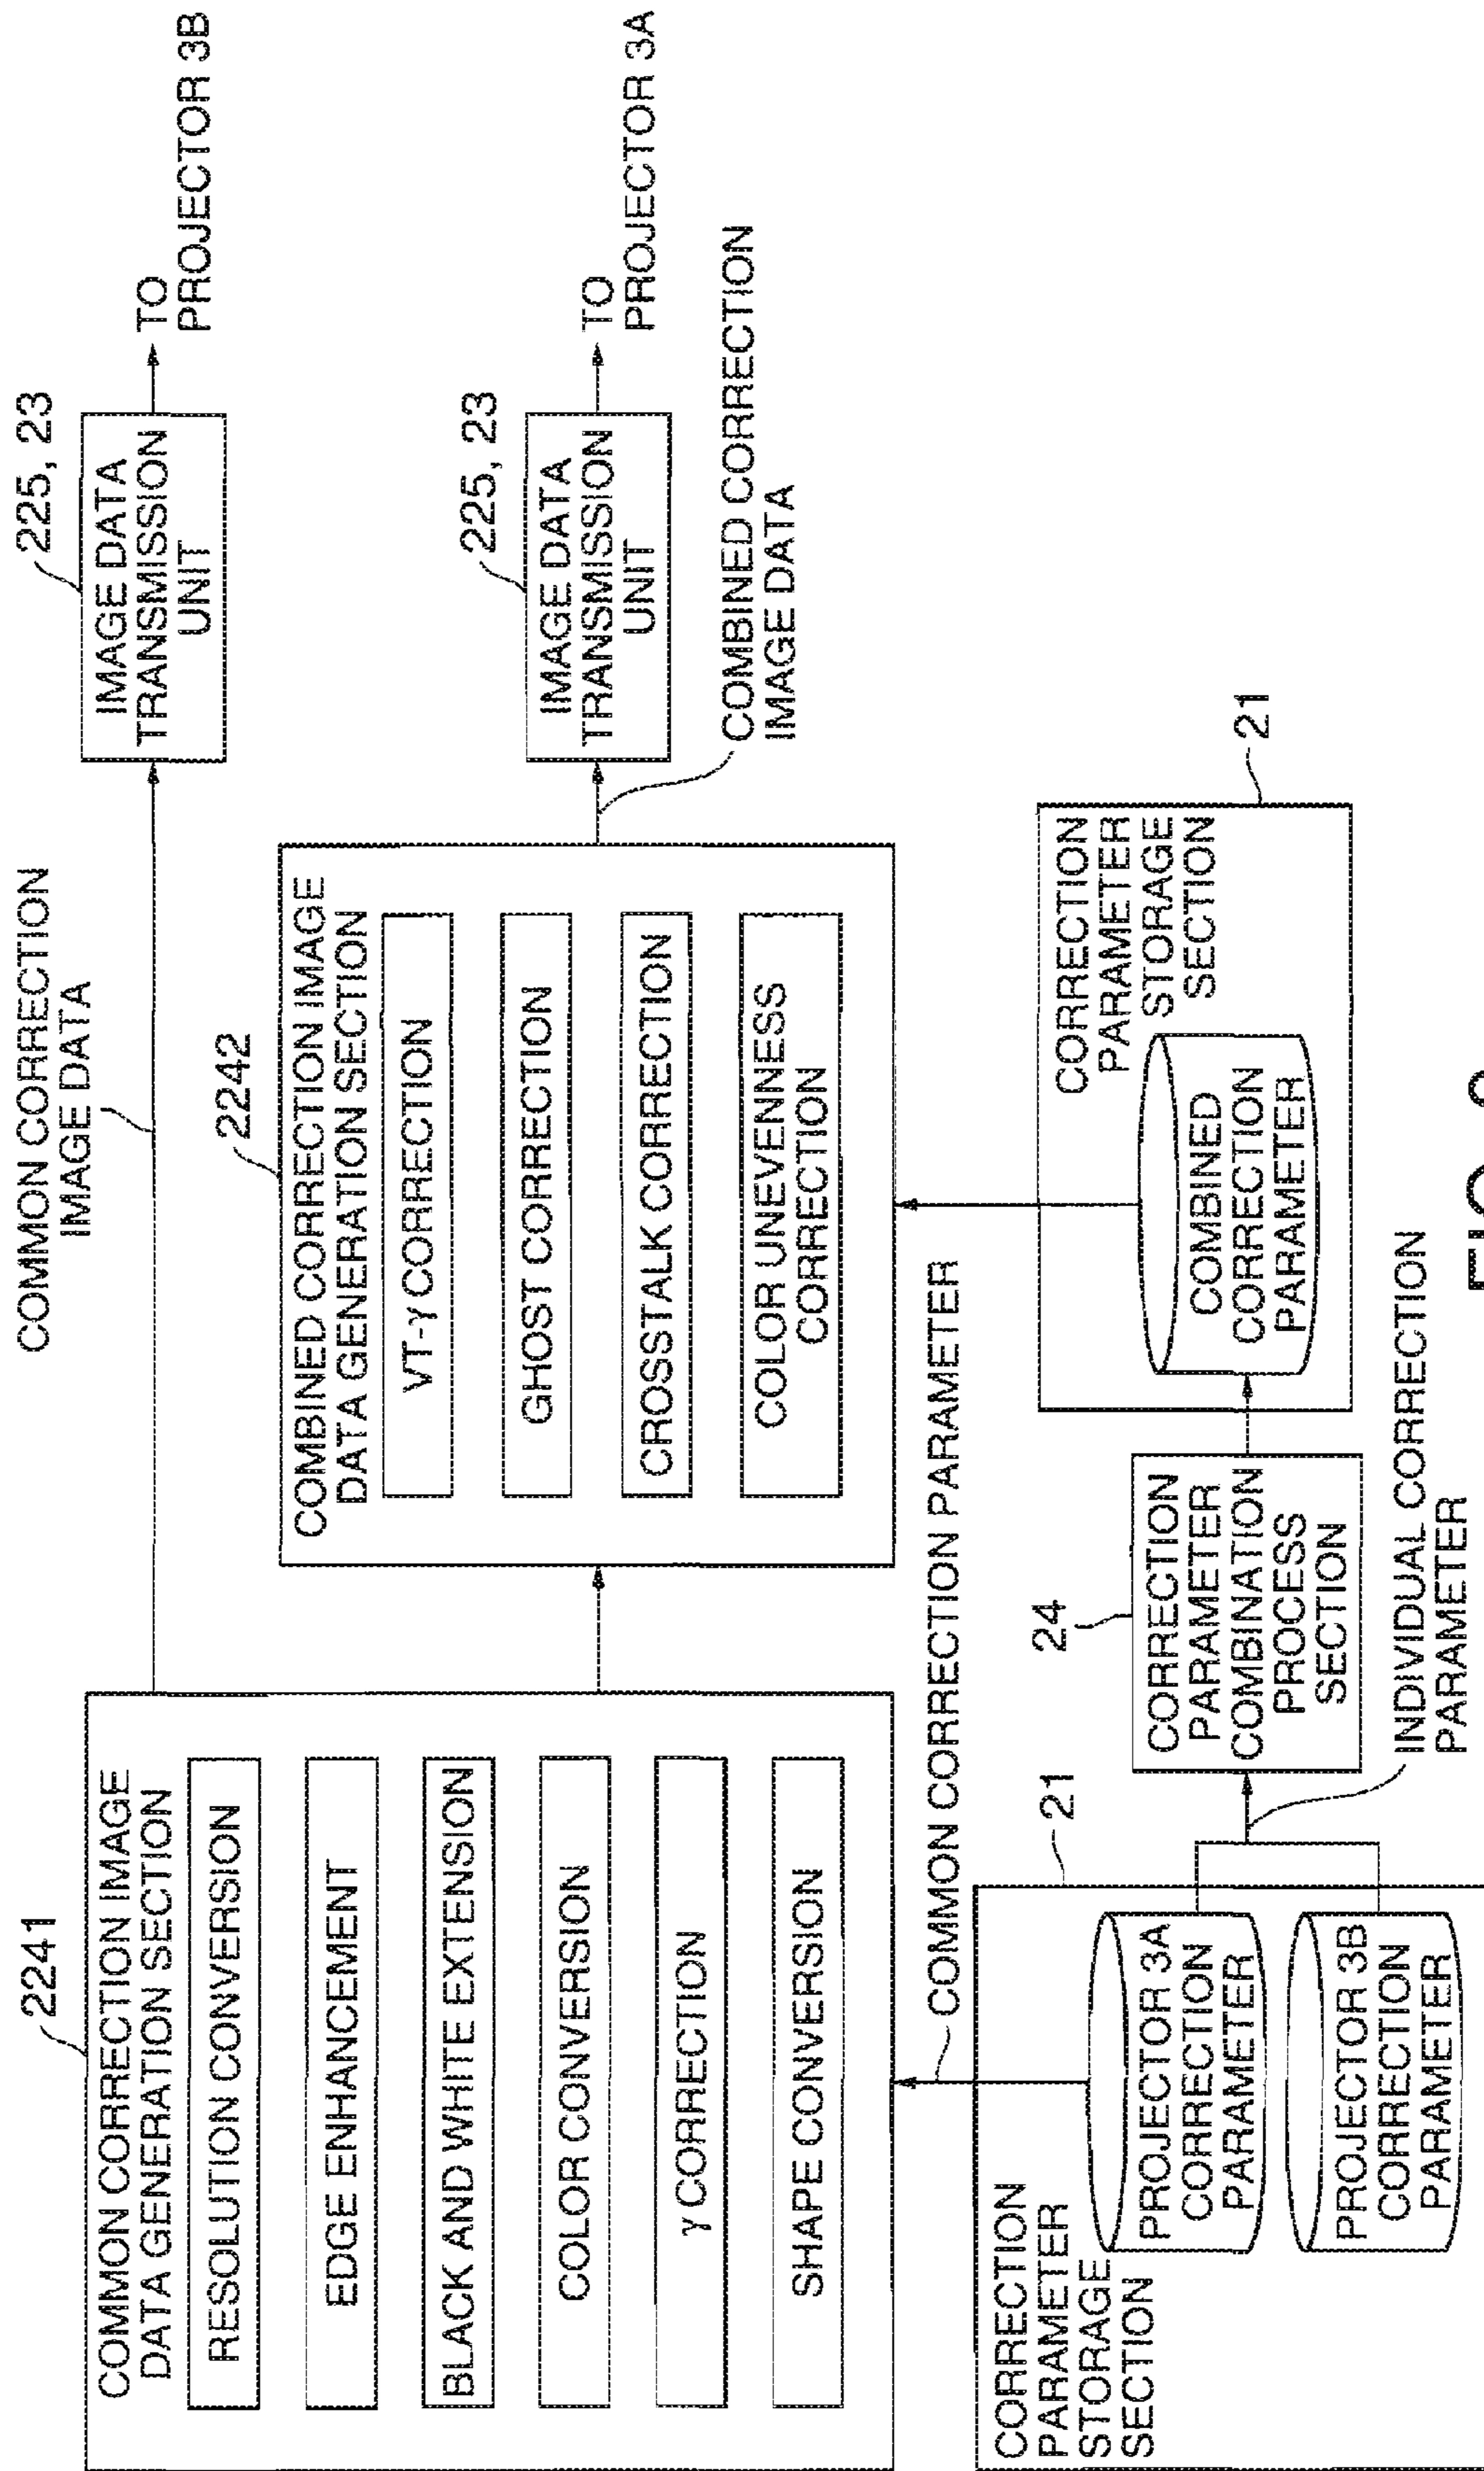 COMMON CORRECTION
IMAGE DATA
2241
COMMON CORRECTION IMAGE
DATA GENERATION SECTION
RESOLUTION CONVERSION
EDGE ENHANCEMENT
BLACK AND WHITE EXTENSION
COLOR CONVERSION
γ CORRECTION
SHAPE CONVERSION
2242
COMBINED CORRECTION IMAGE
DATA GENERATION SECTION
VT-γ CORRECTION
GHOST CORRECTION
CROSSTALK CORRECTION
COLOR UNEVENNESS
CORRECTION
225, 23
IMAGE DATA
TRANSMISSION
UNIT
TO
PROJECTOR 3B
225, 23
IMAGE DATA
TRANSMISSION
UNIT
TO
PROJECTOR 3A
COMBINED CORRECTION
IMAGE DATA
COMMON CORRECTION PARAMETER
CORRECTION
PARAMETER
STORAGE
SECTION
21
PROJECTOR 3A
CORRECTION
PARAMETER
PROJECTOR 3B
CORRECTION
PARAMETER
24
CORRECTION
PARAMETER
COMBINATION
PROCESS
SECTION
INDIVIDUAL CORRECTION
PARAMETER
21
CORRECTION
PARAMETER
STORAGE
SECTION
COMBINED
CORRECTION
PARAMETER